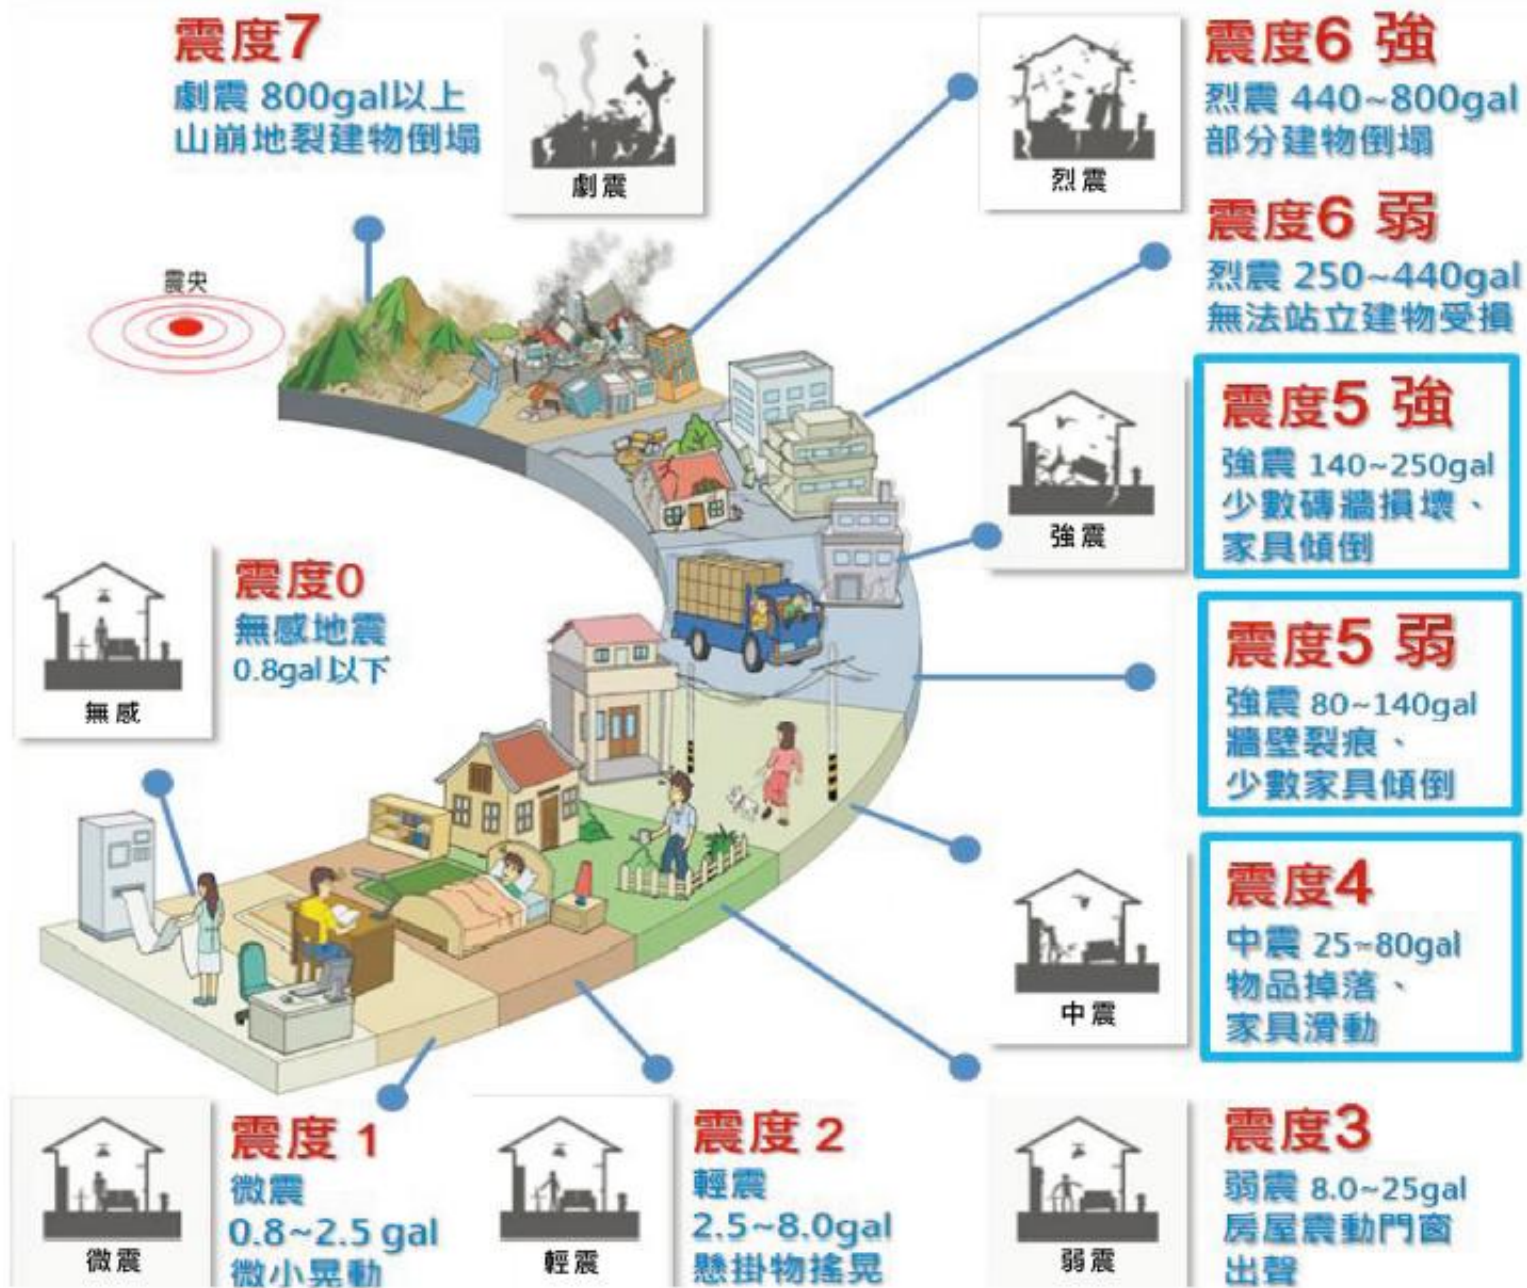 震度7
劇震 800gal以上
山崩地裂建物倒塌
劇震
烈震
震度6 強
烈震 440~800gal
部分建物倒塌
震度6 弱
烈震 250~440gal
無法站立建物受損
震央
強震
震度5 強
強震 140~250gal
少數磚牆損壞、
家具傾倒
無感
震度0
無感地震
0.8gal以下
震度5 弱
強震 80~140gal
牆壁裂痕、
少數家具傾倒
中震
震度4
中震 25~80gal
物品掉落、
家具滑動
微震
震度 1
微震
0.8~2.5 gal
微小晃動
輕震
震度 2
輕震
2.5~8.0gal
懸掛物搖晃
弱震
震度3
弱震 8.0~25gal
房屋震動門窗
出聲